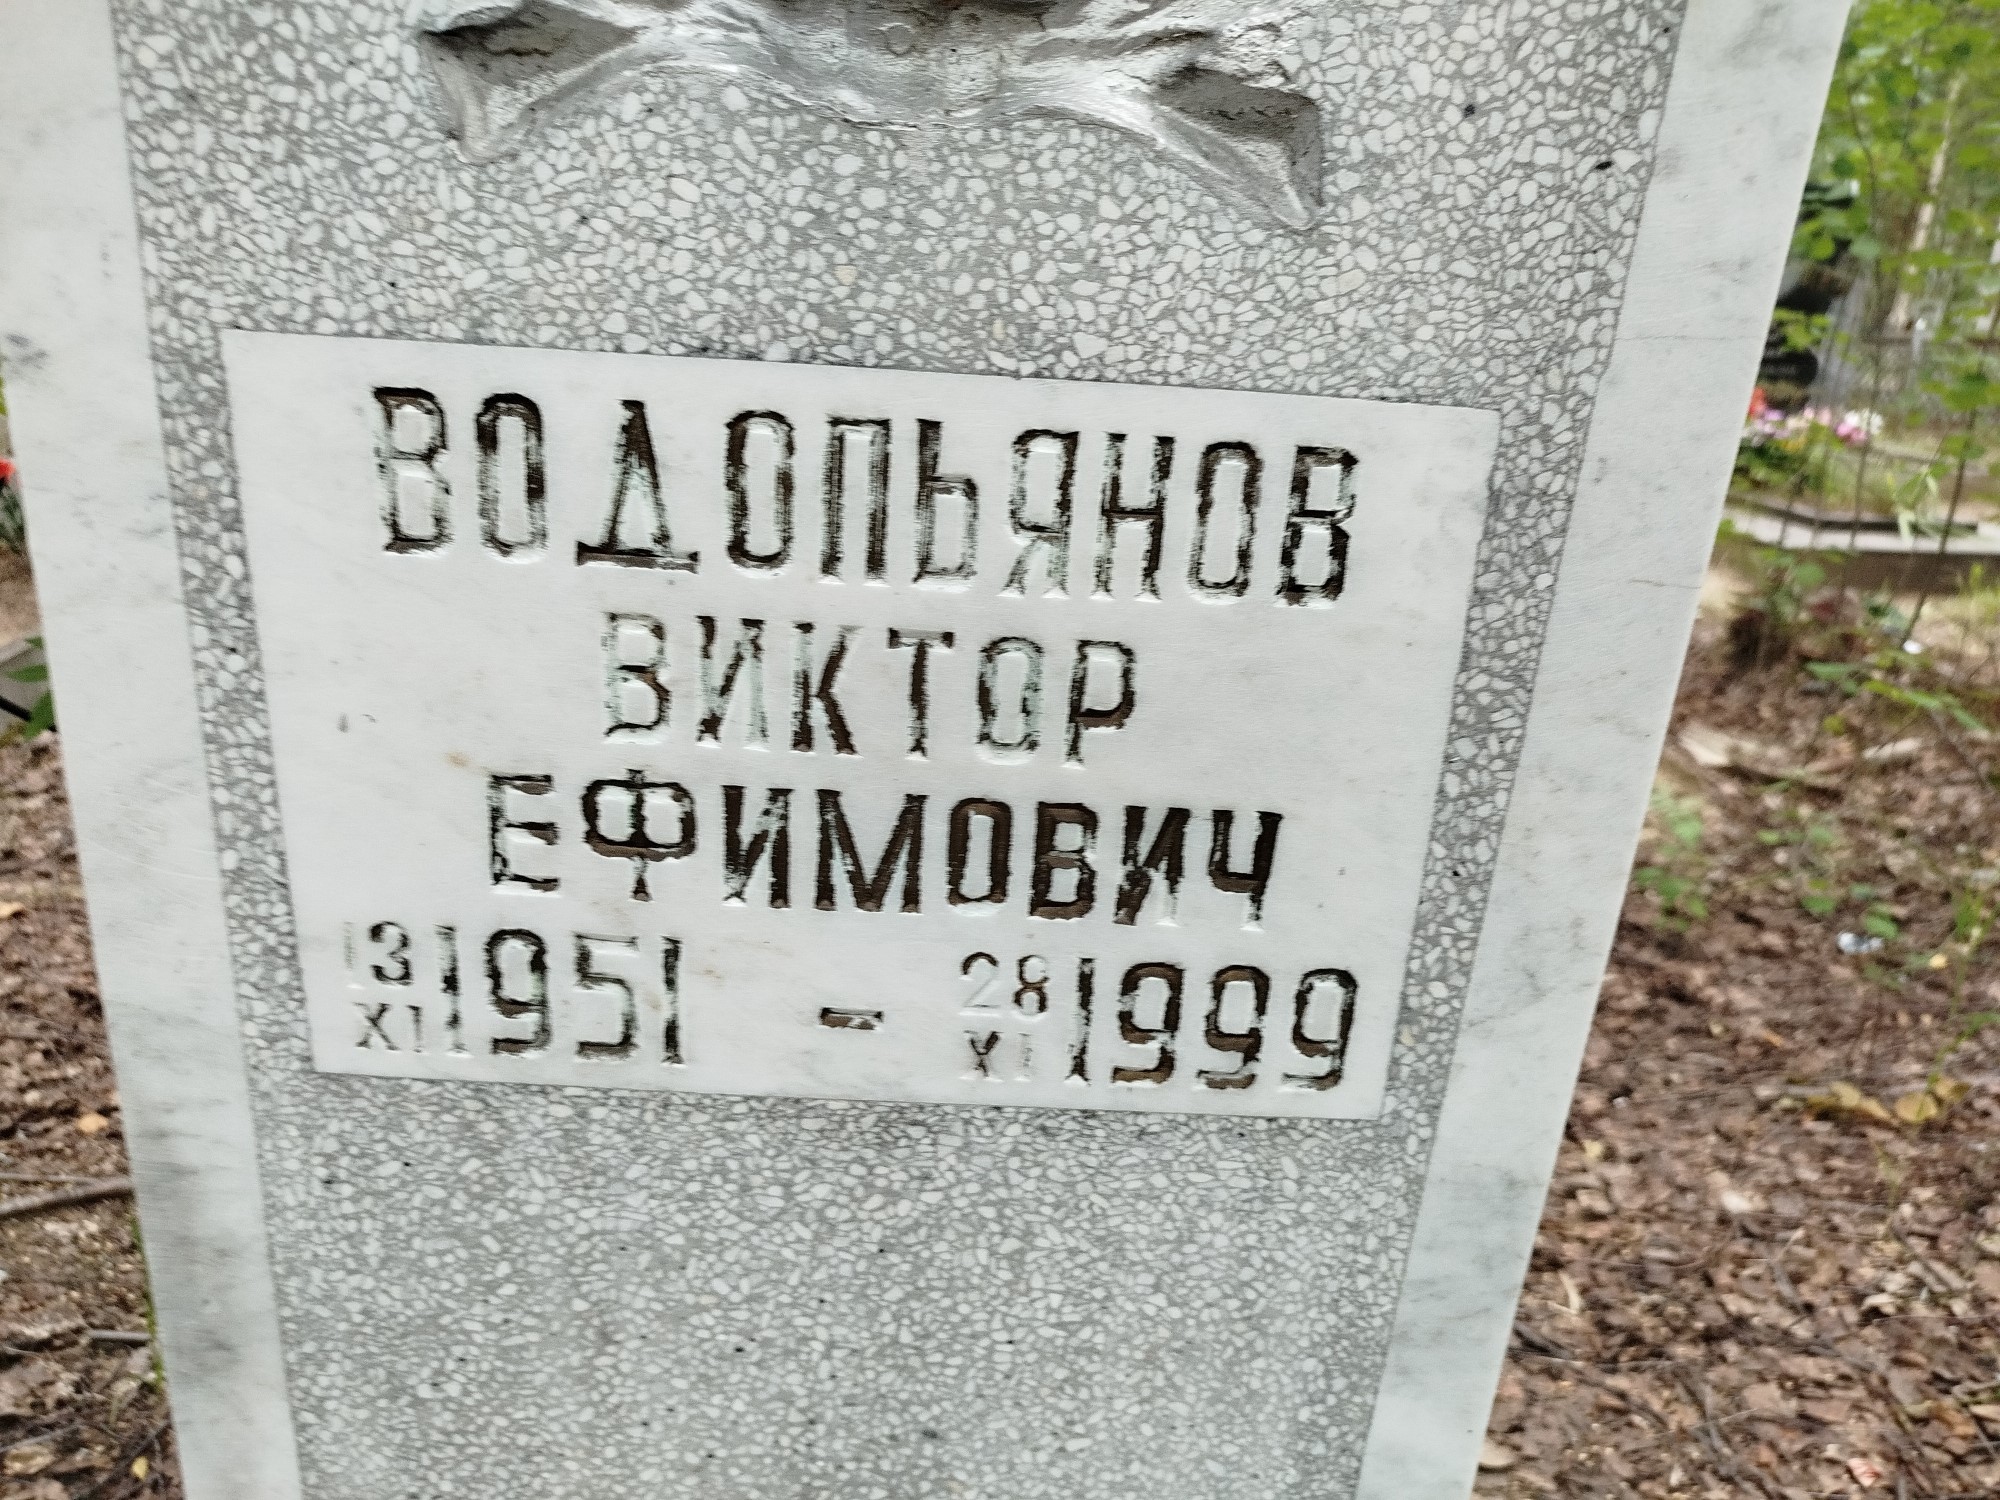 ВОДОПЬЯНОВ
ВИКТОР
ЕФИМОВИЧ
13 XI 1951 - 28 XI 1999